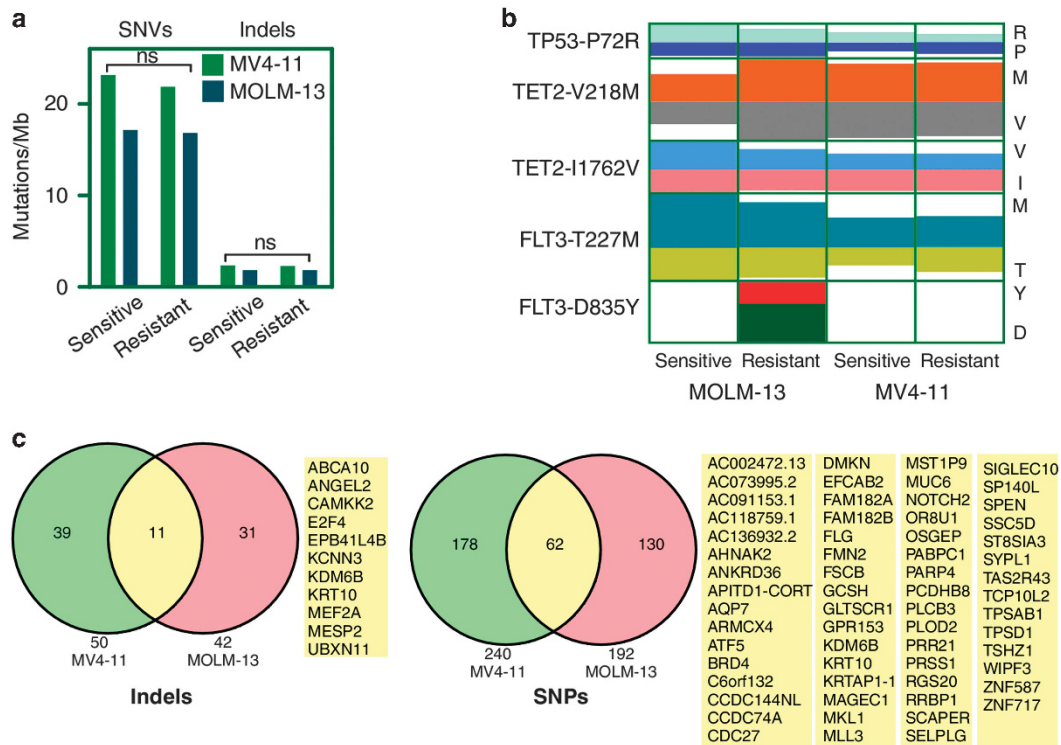 a
SNVs
Indels
ns
MV4-11
MOLM-13
Mutations/Mb
20
10
0
ns
Sensitive
Resistant
Sensitive
Resistant
b
TP53-P72R
R
P
TET2-V218M
M
V
TET2-I1762V
V
I
FLT3-T227M
M
T
FLT3-D835Y
Y
D
Sensitive Resistant Sensitive Resistant
MOLM-13 MV4-11
c
39 11 31
50 42
MV4-11 MOLM-13
Indels
ABCA10
ANGEL2
CAMKK2
E2F4
EPB41L4B
KCNN3
KDM6B
KRT10
MEF2A
MESP2
UBXN11
178 62 130
240 192
MV4-11 MOLM-13
SNPs
AC002472.13
AC073995.2
AC091153.1
AC118759.1
AC136932.2
AHNAK2
ANKRD36
APITD1-CORT
AQP7
ARMCX4
ATF5
BRD4
C6orf132
CCDC144NL
CCDC74A
CDC27
DMKN
EFCAB2
FAM182A
FAM182B
FLG
FMN2
FSCB
GCSH
GLTSCR1
GPR153
KDM6B
KRT10
KRTAP1-1
MAGEC1
MKL1
MLL3
MST1P9
MUC6
NOTCH2
OR8U1
OSGEP
PABPC1
PARP4
PCDHB8
PLCB3
PLOD2
PRR21
PRSS1
RGS20
RRBP1
SCAPER
SELPLG
SIGLEC10
SP140L
SPEN
SSC5D
ST8SIA3
SYPL1
TAS2R43
TCP10L2
TPSAB1
TPSD1
TSHZ1
WIPF3
ZNF587
ZNF717